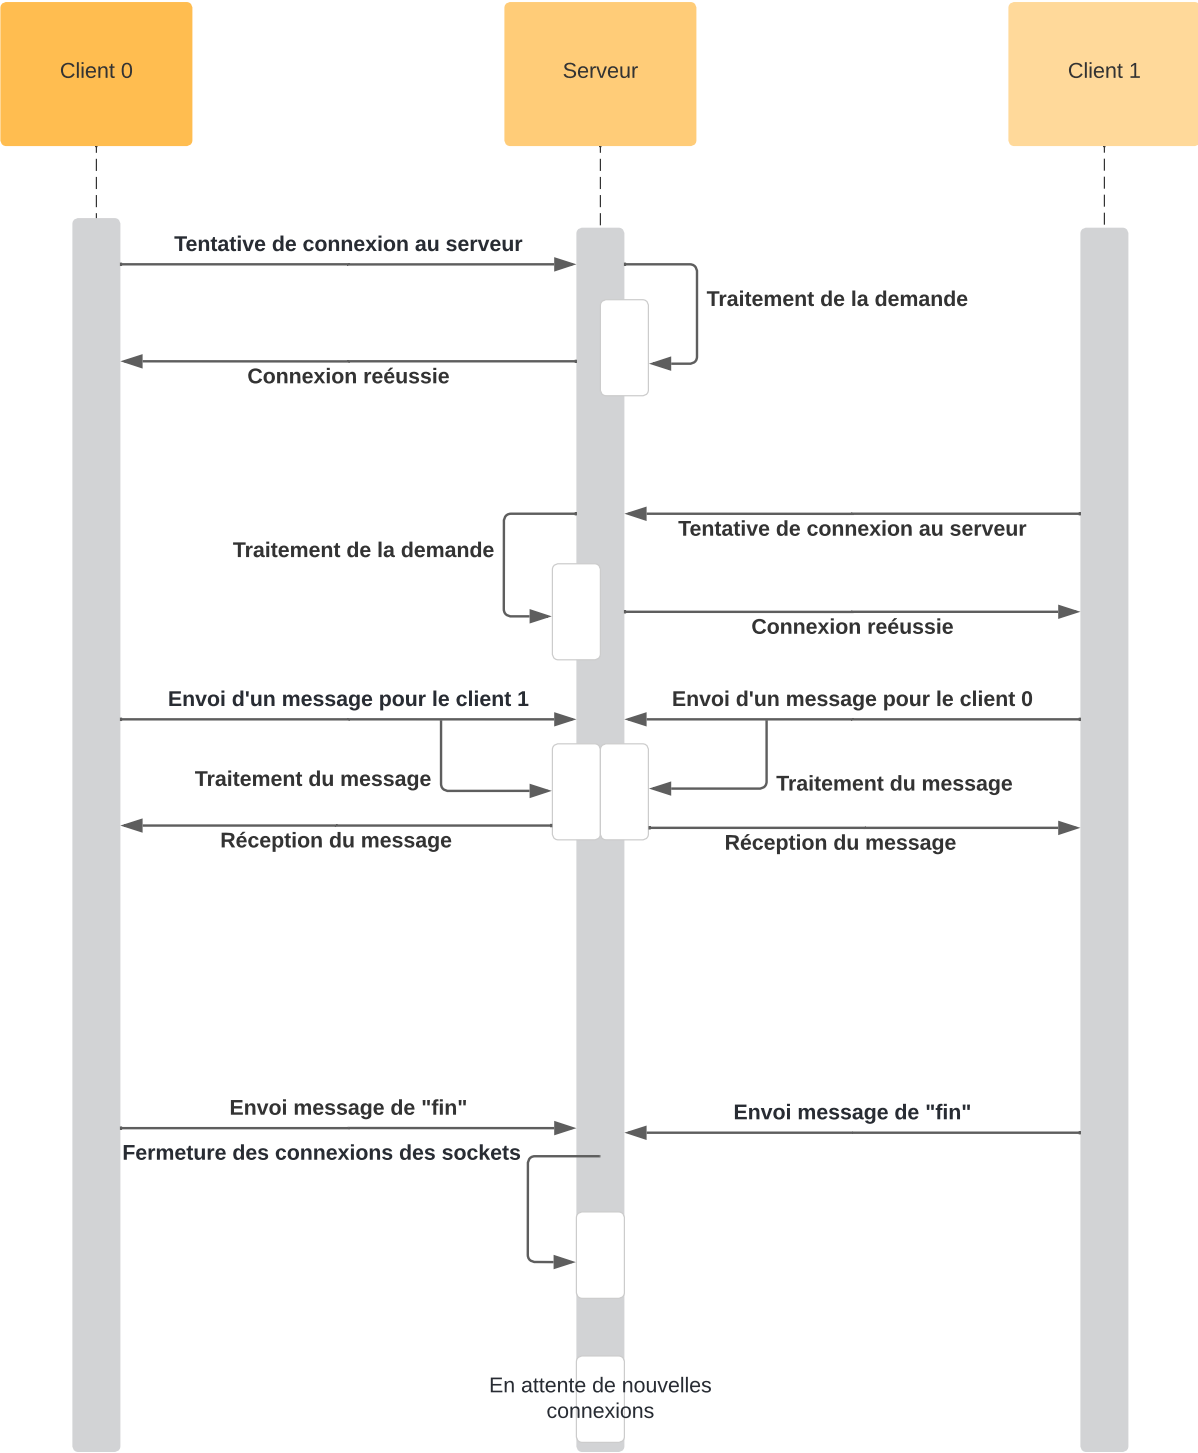 Client 0
Serveur
Client 1
Tentative de connexion au serveur
Traitement de la demande
Connexion reéussie
Tentative de connexion au serveur
Traitement de la demande
Connexion reéussie
Envoi d'un message pour le client 1
Envoi d'un message pour le client 0
Traitement du message
Traitement du message
Réception du message
Réception du message
Envoi message de "fin"
Envoi message de "fin"
Fermeture des connexions des sockets
En attente de nouvelles
connexions